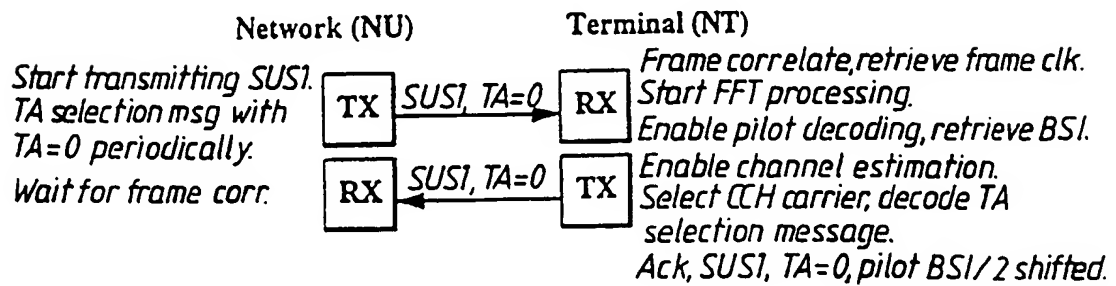 Network (NU)
Terminal (NT)
Start transmitting SUS1.
TA selection msg with
TA=0 periodically.
Wait for frame corr.
TX
SUS1, TA=0
RX
RX
SUS1, TA=0
TX
Frame correlate, retrieve frame clk.
Start FFT processing.
Enable pilot decoding, retrieve BSI.
Enable channel estimation.
Select CCH carrier, decode TA
selection message.
Ack, SUS1, TA=0, pilot BSI/2 shifted.